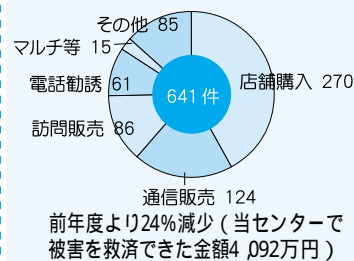 その他 85
マルチ等 15
電話勧誘 61
訪問販売 86
641件
店舗購入 270
通信販売 124
前年度より24%減少（当センターで
被害を救済できた金額4,092万円）